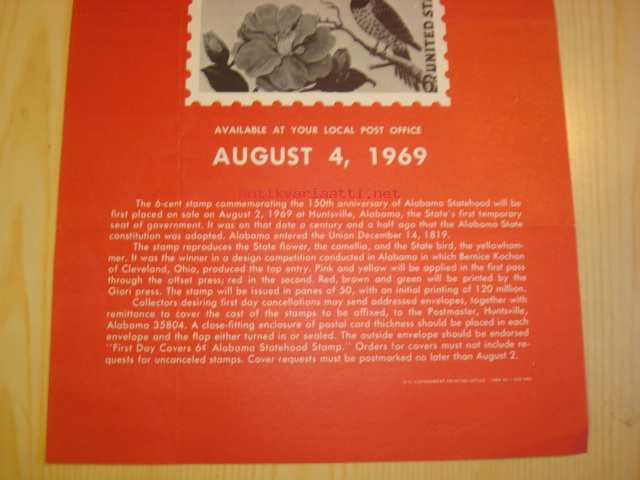 UNITED STA
AVAILABLE AT YOUR LOCAL POST OFFICE
AUGUST 4, 1969
antikvariaatti.net
The 6-cent stamp commemorating the 150th anniversary of Alabama Statehood will be
first placed on sale on August 2, 1969 at Huntsville, Alabama, the State's first temporary
seat of government. It was on that date a century and a half ago that the Alabama State
constitution was adopted. Alabama entered the Union December 14, 1819.
The stamp reproduces the State flower, the camellia, and the State bird, the yellowham-
mer. It was the winner in a design competition conducted in Alabama in which Bernice Kochan
of Cleveland, Ohio, produced the top entry. Pink and yellow will be applied in the first pass
through the offset press; red in the second. Red, brown and green will be printed by the
Giori press. The stamp will be issued in panes of 50, with an initial printing of 120 million.
Collectors desiring first day cancellations may send addressed envelopes, together with
remittance to cover the cost of the stamps to be affixed, to the Postmaster, Huntsville,
Alabama 35804. A close-fitting enclosure of postal card thickness should be placed in each
envelope and the flap either turned in or sealed. The outside envelope should be endorsed
"First Day Covers 6¢ Alabama Statehood Stamp." Orders for covers must not include re-
quests for uncanceled stamps. Cover requests must be postmarked no later than August 2.
U.S. GOVERNMENT PRINTING OFFICE